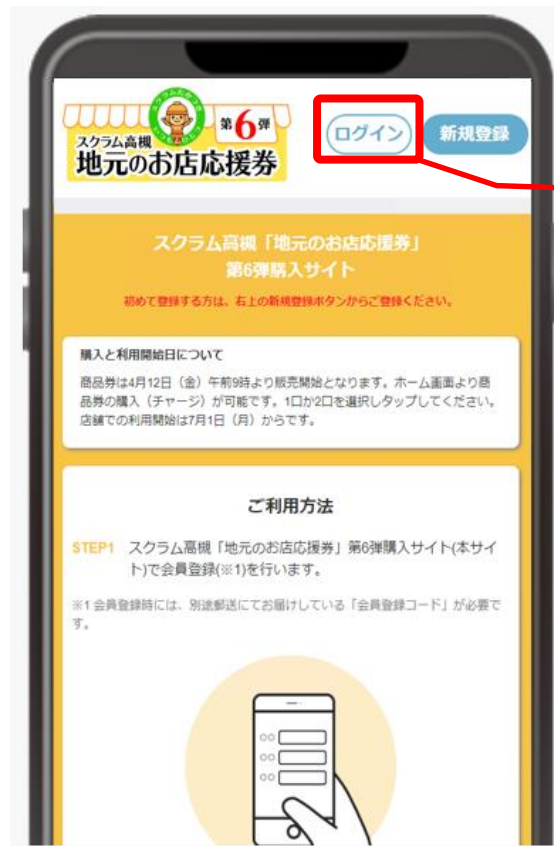 第6弾
スクラム高槻
地元のお店応援券
ログイン
新規登録
スクラム高槻「地元のお店応援券」
第6弾購入サイト
初めて登録する方は、右上の新規登録ボタンからご登録ください。
購入と利用開始日について
商品券は4月12日（金）午前9時より販売開始となります。ホーム画面より商
品券の購入（チャージ）が可能です。1口か2口を選択しタップしてください。
店舗での利用開始は7月1日（月）からです。
ご利用方法
STEP1 スクラム高槻「地元のお店応援券」第6弾購入サイト(本サイ
ト)で会員登録(※1)を行います。
※1 会員登録時には、別途郵送にてお届けしている「会員登録コード」が必要で
す。